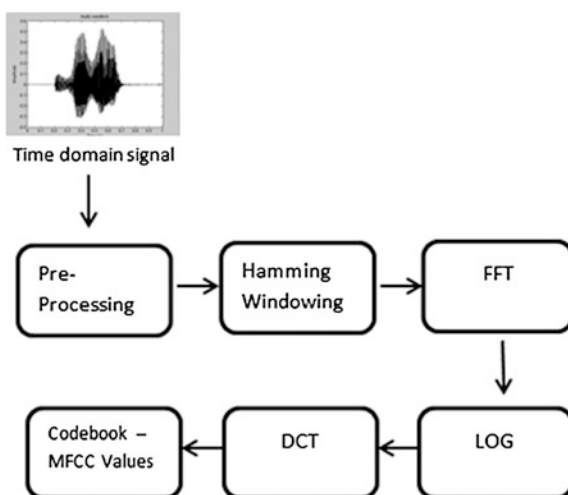 Time domain signal
Pre-
Processing
Hamming
Windowing
FFT
LOG
DCT
Codebook –
MFCC Values